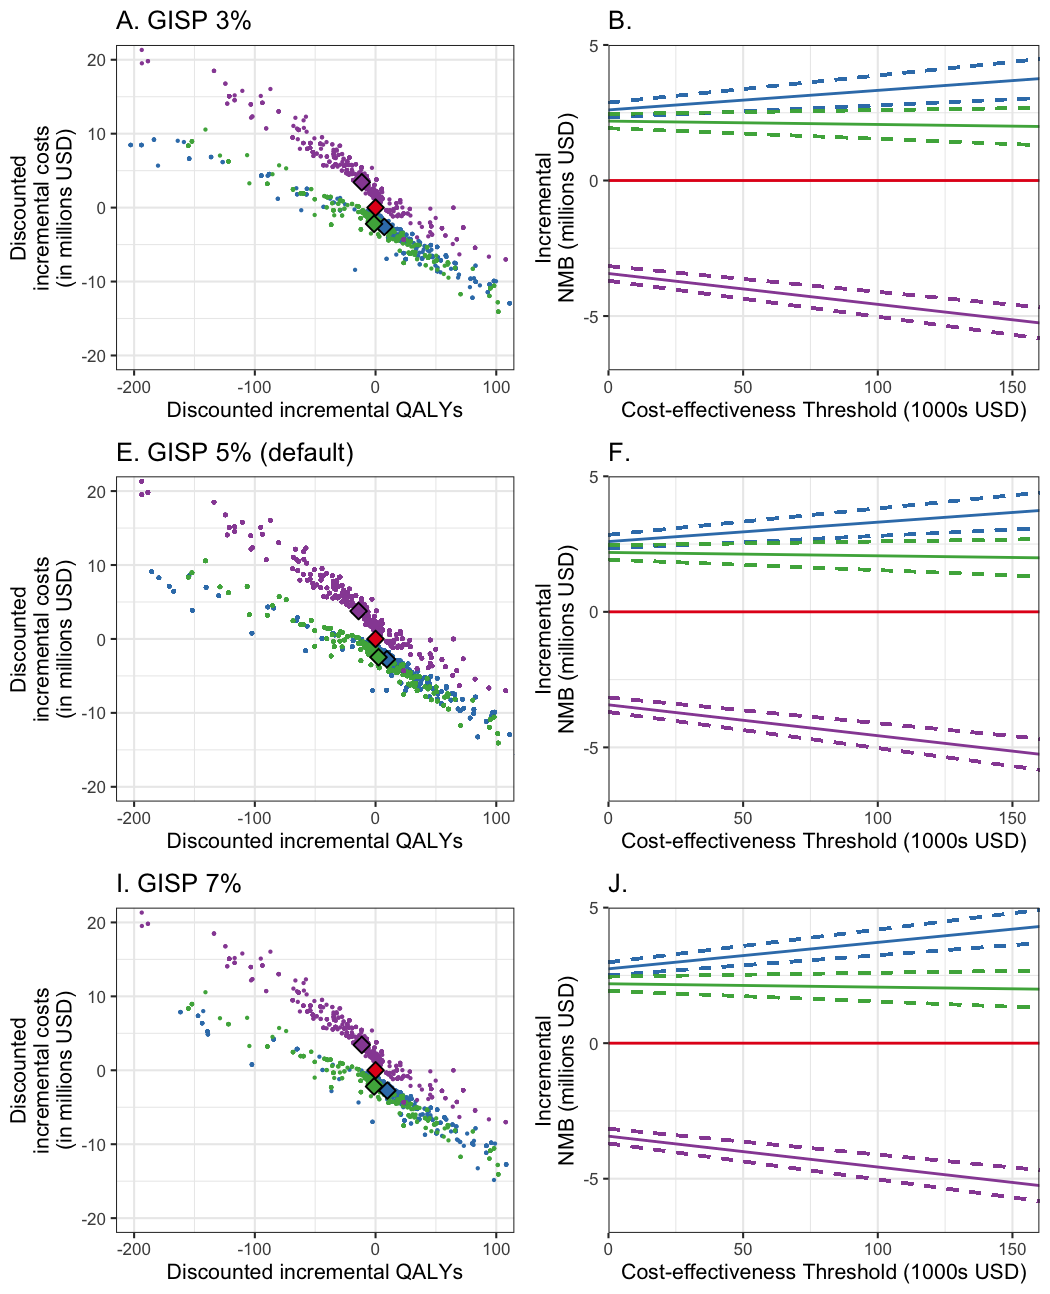 A. GISP 3%
Discounted
incremental costs
(in millions USD)
20
10
0
-10
-20
-200
-100
0
100
Discounted incremental QALYs
B.
Incremental
NMB (millions USD)
5
0
-5
0
50
100
150
Cost-effectiveness Threshold (1000s USD)
E. GISP 5% (default)
Discounted
incremental costs
(in millions USD)
20
10
0
-10
-20
-200
-100
0
100
Discounted incremental QALYs
F.
Incremental
NMB (millions USD)
5
0
-5
0
50
100
150
Cost-effectiveness Threshold (1000s USD)
I. GISP 7%
Discounted
incremental costs
(in millions USD)
20
10
0
-10
-20
-200
-100
0
100
Discounted incremental QALYs
J.
Incremental
NMB (millions USD)
5
0
-5
0
50
100
150
Cost-effectiveness Threshold (1000s USD)